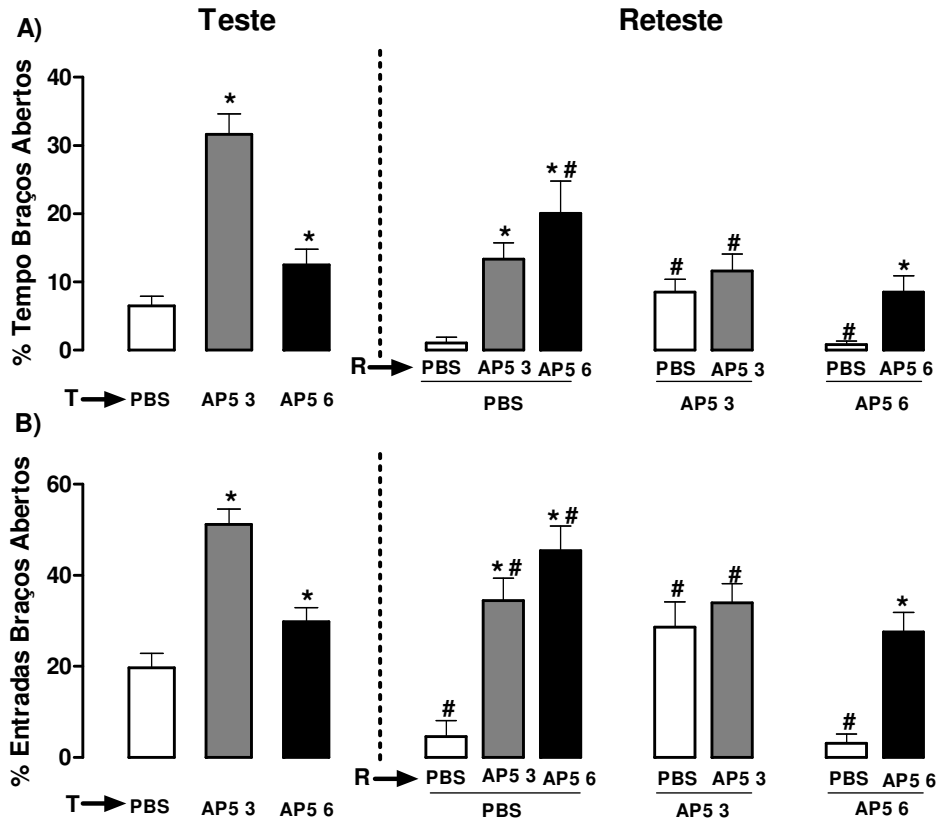 Teste
Reteste
A)
% Tempo Braços Abertos
40
30
20
10
0
*
*
*
* #
#
#
#
*
T
PBS
AP5 3
AP5 6
R
PBS
AP5 3
AP5 6
PBS
PBS
AP5 3
AP5 3
PBS
AP5 6
AP5 6
B)
% Entradas Braços Abertos
60
40
20
0
*
*
#
* #
* #
#
#
#
*
T
PBS
AP5 3
AP5 6
R
PBS
AP5 3
AP5 6
PBS
PBS
AP5 3
AP5 3
PBS
AP5 6
AP5 6